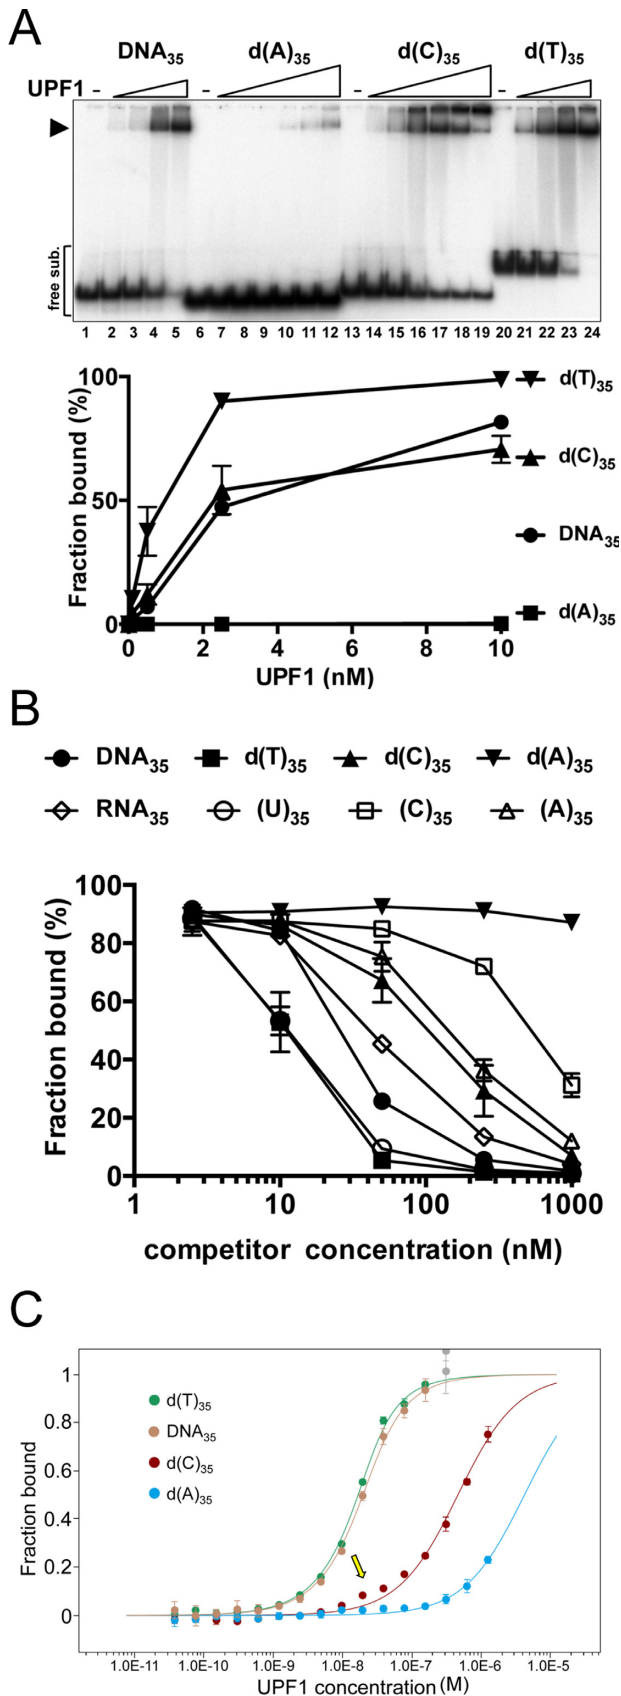 A
DNA35 d(A)35 d(C)35 d(T)35
UPF1 - - - -
free sub.
1 2 3 4 5 6 7 8 9 10 11 12 13 14 15 16 17 18 19 20 21 22 23 24
Fraction bound (%)
100
50
0
0 2 4 6 8 10
UPF1 (nM)
d(T)35
d(C)35
DNA35
d(A)35
B
DNA35 d(T)35 d(C)35 d(A)35
RNA35 (U)35 (C)35 (A)35
Fraction bound (%)
100
80
60
40
20
0
1 10 100 1000
competitor concentration (nM)
C
Fraction bound
1
0.8
0.6
0.4
0.2
0
d(T)35
DNA35
d(C)35
d(A)35
1.0E-11 1.0E-10 1.0E-9 1.0E-8 1.0E-7 1.0E-6 1.0E-5
UPF1 concentration (M)